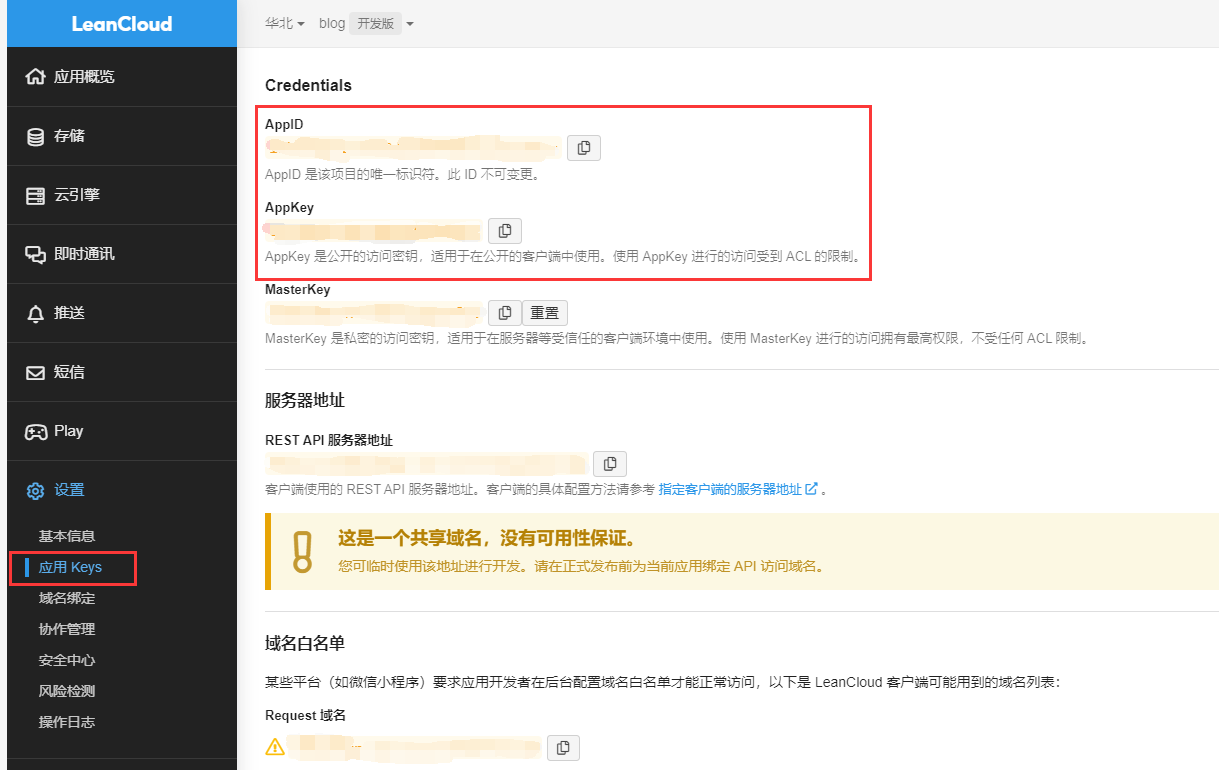 LeanCloud
华北 blog 开发版
应用概览
存储
云引擎
即时通讯
推送
短信
Play
设置
基本信息
应用 Keys
域名绑定
协作管理
安全中心
风险检测
操作日志
Credentials
AppID
AppID 是该项目的唯一标识符。此 ID 不可变更。
AppKey
AppKey 是公开的访问密钥，适用于在公开的客户端中使用。使用 AppKey 进行的访问受到 ACL 的限制。
MasterKey
重置
MasterKey 是私密的访问密钥，适用于在服务器等受信任的客户端环境中使用。使用 MasterKey 进行的访问拥有最高权限，不受任何 ACL 限制。
服务器地址
REST API 服务器地址
客户端使用的 REST API 服务器地址。客户端的具体配置方法请参考 指定客户端的服务器地址 。
这是一个共享域名，没有可用性保证。
您可临时使用该地址进行开发。请在正式发布前为当前应用绑定 API 访问域名。
域名白名单
某些平台（如微信小程序）要求应用开发者在后台配置域名白名单才能正常访问，以下是 LeanCloud 客户端可能用到的域名列表：
Request 域名